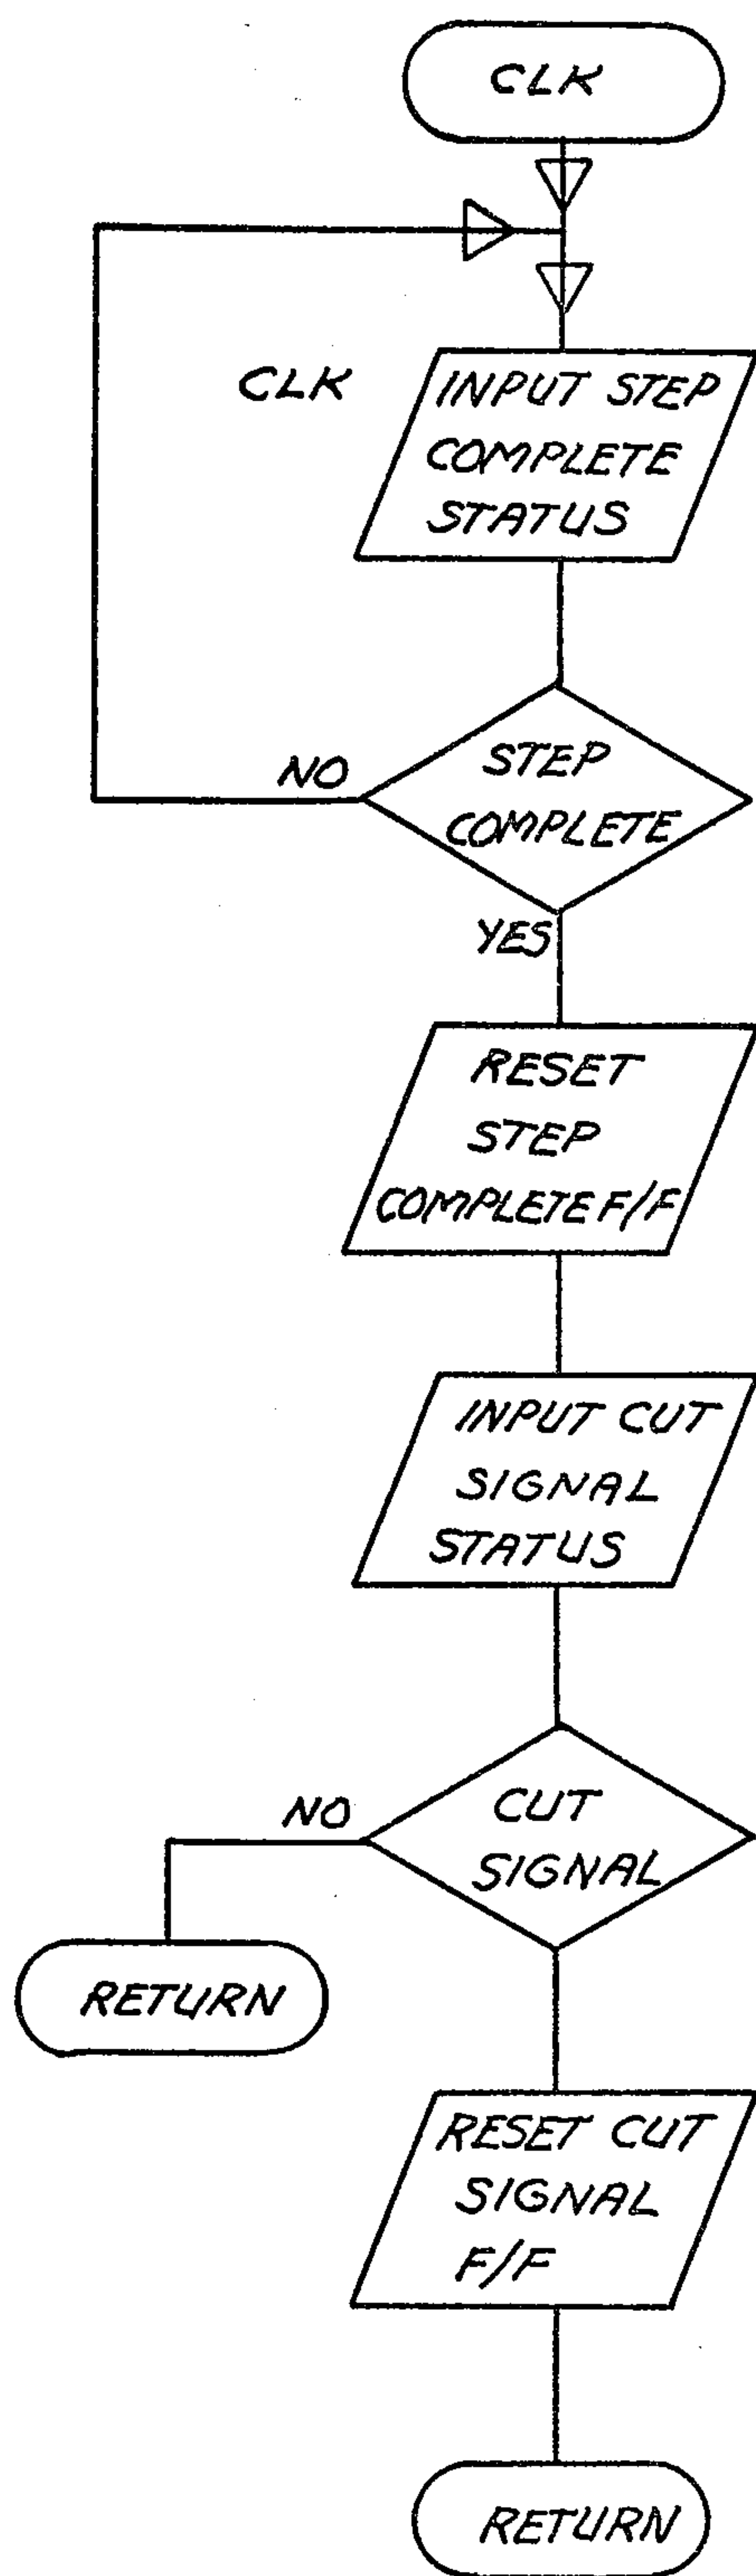 CLK
CLK
INPUT STEP
COMPLETE
STATUS
STEP
COMPLETE
NO
YES
RESET
STEP
COMPLETE F/F
INPUT CUT
SIGNAL
STATUS
CUT
SIGNAL
NO
RETURN
RESET CUT
SIGNAL
F/F
RETURN